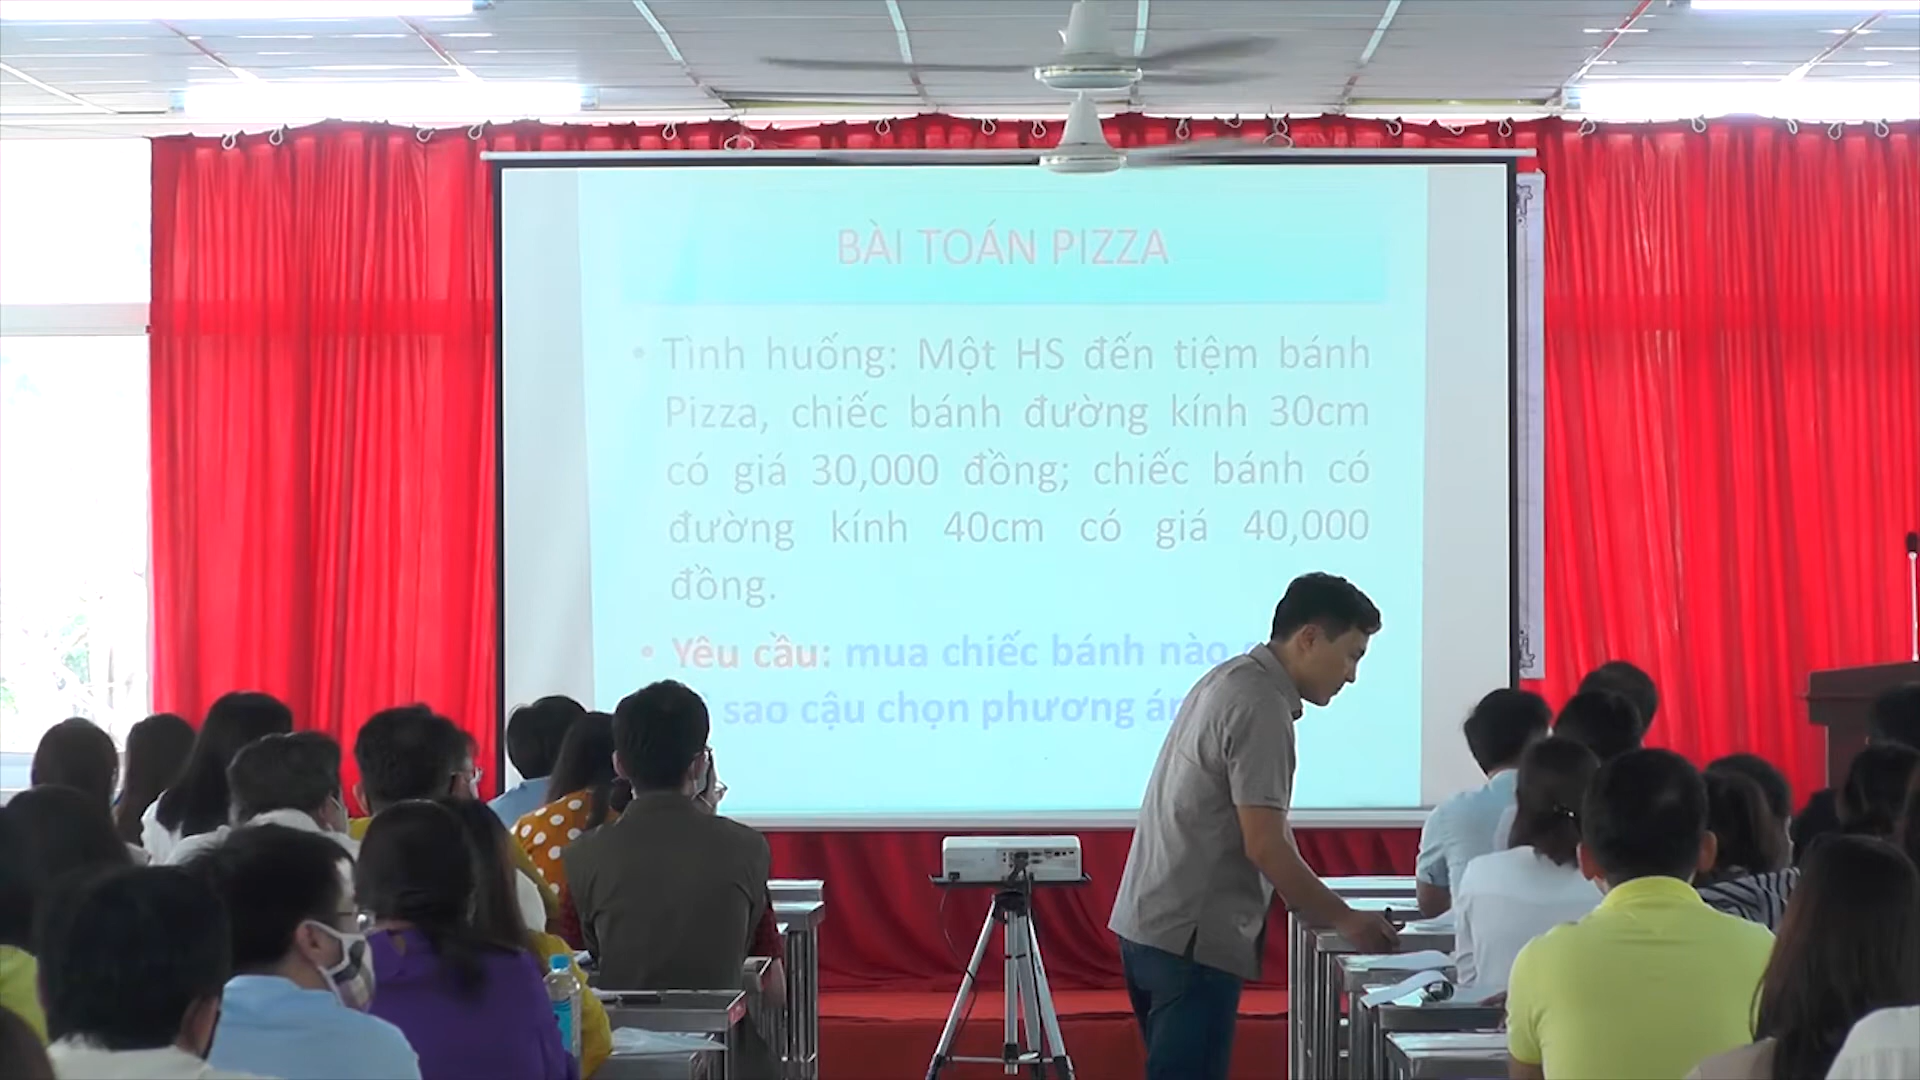 BÀI TOÁN PIZZA
• Tình huống: Một HS đến tiệm bánh
Pizza, chiếc bánh đường kính 30cm
có giá 30,000 đồng; chiếc bánh có
đường kính 40cm có giá 40,000
đồng.
• Yêu cầu: mua chiếc bánh nào
sao cậu chọn phương án